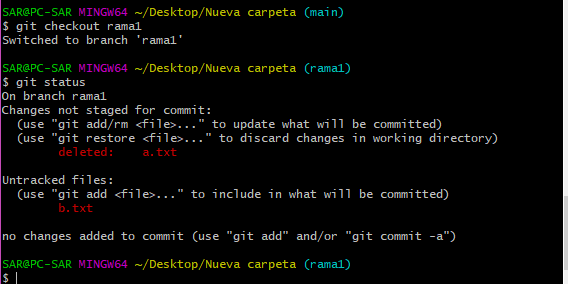 SAR@PC-SAR MINGW64 ~/Desktop/Nueva carpeta (main)
$ git checkout rama1
Switched to branch 'rama1'
SAR@PC-SAR MINGW64 ~/Desktop/Nueva carpeta (rama1)
$ git status
On branch rama1
Changes not staged for commit:
  (use "git add/rm <file>..." to update what will be committed)
  (use "git restore <file>..." to discard changes in working directory)
        deleted:    a.txt
Untracked files:
  (use "git add <file>..." to include in what will be committed)
        b.txt
no changes added to commit (use "git add" and/or "git commit -a")
SAR@PC-SAR MINGW64 ~/Desktop/Nueva carpeta (rama1)
$